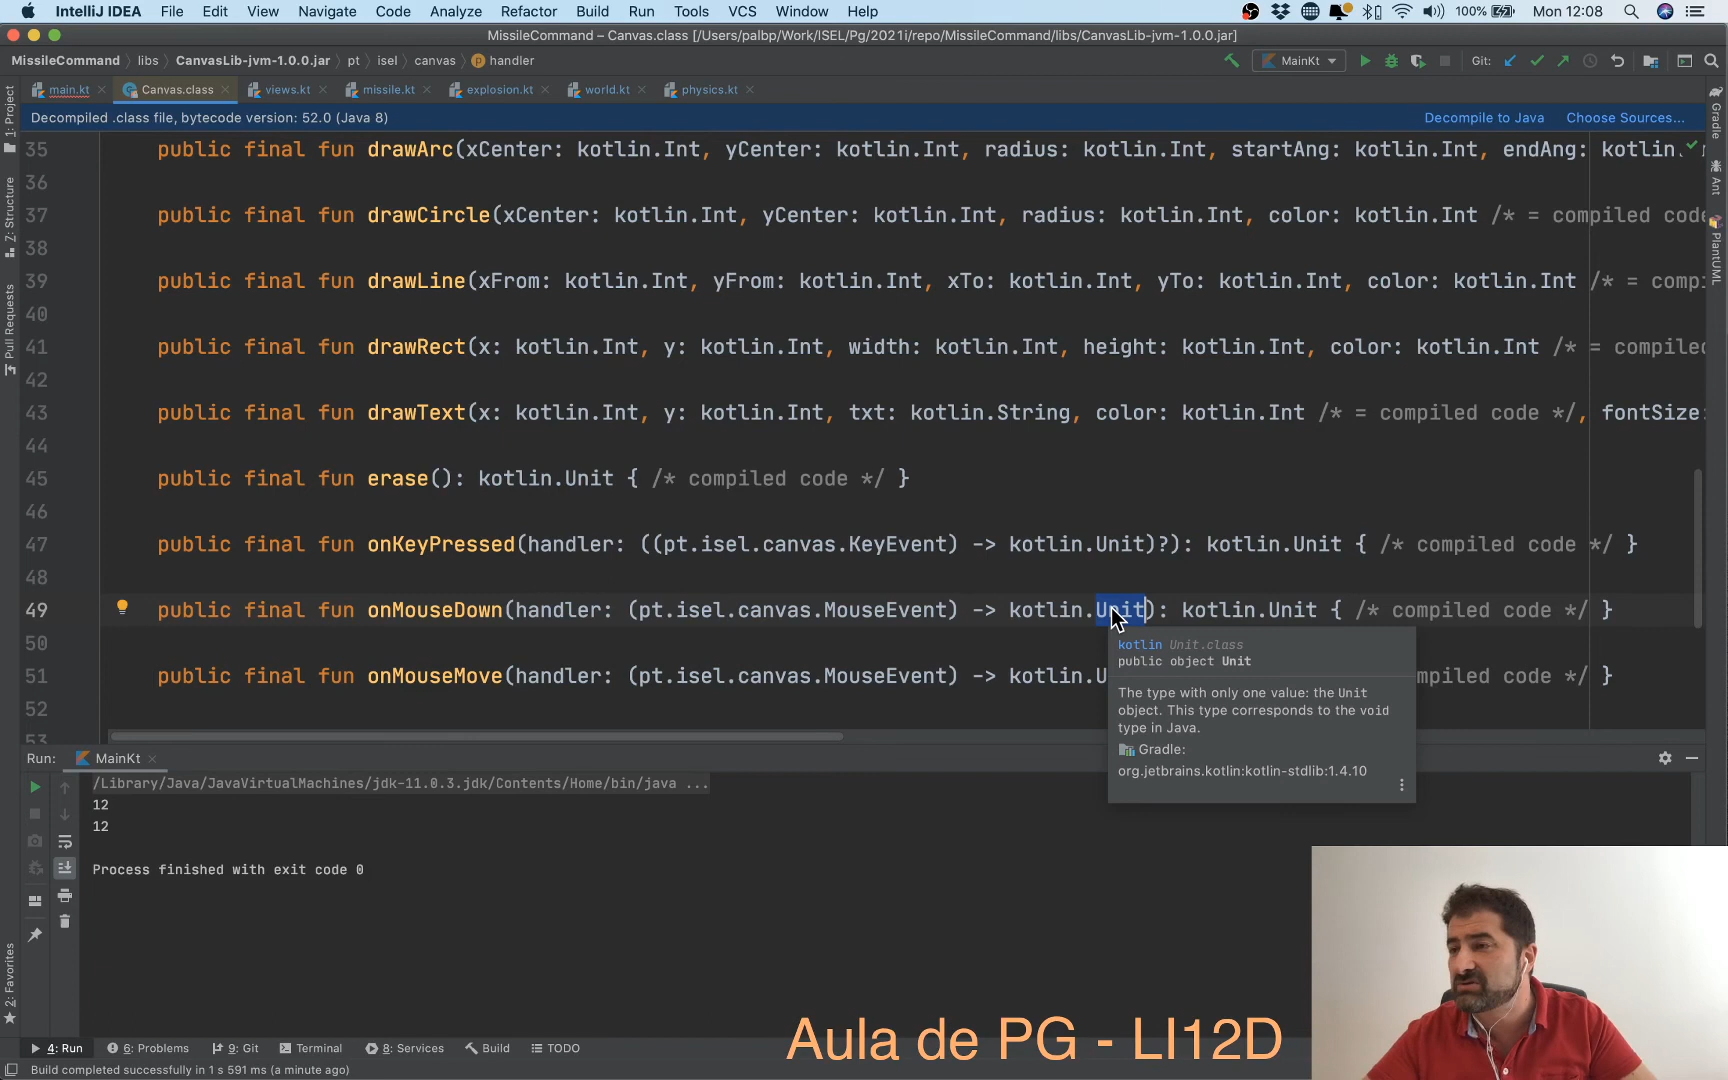 IntelliJ IDEA File Edit View Navigate Code Analyze Refactor Build Run Tools VCS Window Help 100% Mon 12:08
MissileCommand – Canvas.class [/Users/palbp/Work/ISEL/Pg/2021i/repo/MissileCommand/libs/CanvasLib-jvm-1.0.0.jar]
MissileCommand libs CanvasLib-jvm-1.0.0.jar pt isel canvas handler MainKt Git:
main.kt Canvas.class views.kt missile.kt explosion.kt world.kt physics.kt
Decompiled .class file, bytecode version: 52.0 (Java 8) Decompile to Java Choose Sources...
35 public final fun drawArc(xCenter: kotlin.Int, yCenter: kotlin.Int, radius: kotlin.Int, startAng: kotlin.Int, endAng: kotlin.
36
37 public final fun drawCircle(xCenter: kotlin.Int, yCenter: kotlin.Int, radius: kotlin.Int, color: kotlin.Int /* = compiled code
38
39 public final fun drawLine(xFrom: kotlin.Int, yFrom: kotlin.Int, xTo: kotlin.Int, yTo: kotlin.Int, color: kotlin.Int /* = comp
40
41 public final fun drawRect(x: kotlin.Int, y: kotlin.Int, width: kotlin.Int, height: kotlin.Int, color: kotlin.Int /* = compiled
42
43 public final fun drawText(x: kotlin.Int, y: kotlin.Int, txt: kotlin.String, color: kotlin.Int /* = compiled code */, fontSize:
44
45 public final fun erase(): kotlin.Unit { /* compiled code */ }
46
47 public final fun onKeyPressed(handler: ((pt.isel.canvas.KeyEvent) -> kotlin.Unit)?): kotlin.Unit { /* compiled code */ }
48
49 public final fun onMouseDown(handler: (pt.isel.canvas.MouseEvent) -> kotlin.Unit): kotlin.Unit { /* compiled code */ }
50
51 public final fun onMouseMove(handler: (pt.isel.canvas.MouseEvent) -> kotlin.U mpiled code */ }
52
53
kotlin Unit.class
public object Unit
The type with only one value: the Unit
object. This type corresponds to the void
type in Java.
Gradle:
org.jetbrains.kotlin:kotlin-stdlib:1.4.10
1: Project
7: Structure
Pull Requests
2: Favorites
Gradle
Ant
PlantUML
Run: MainKt
/Library/Java/JavaVirtualMachines/jdk-11.0.3.jdk/Contents/Home/bin/java ...
12
12
Process finished with exit code 0
Aula de PG - LI12D
4: Run 6: Problems 9: Git Terminal 8: Services Build TODO
Build completed successfully in 1 s 591 ms (a minute ago)